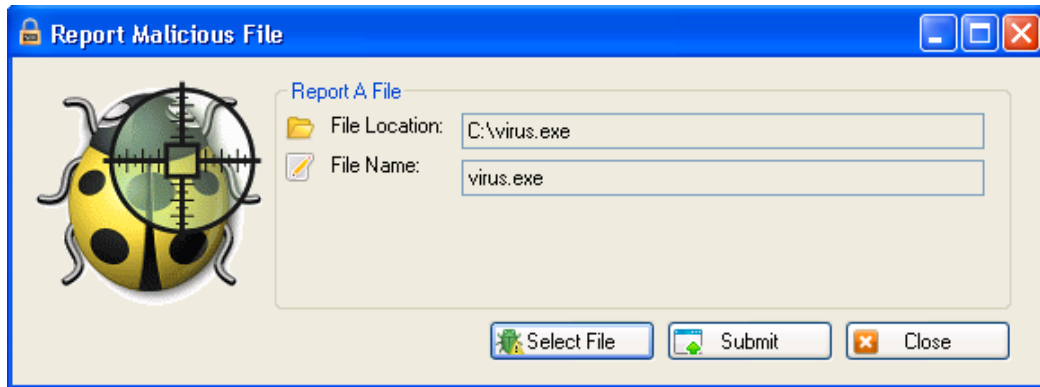 Report Malicious File
Report A File
File Location: C:\virus.exe
File Name: virus.exe
Select File Submit Close